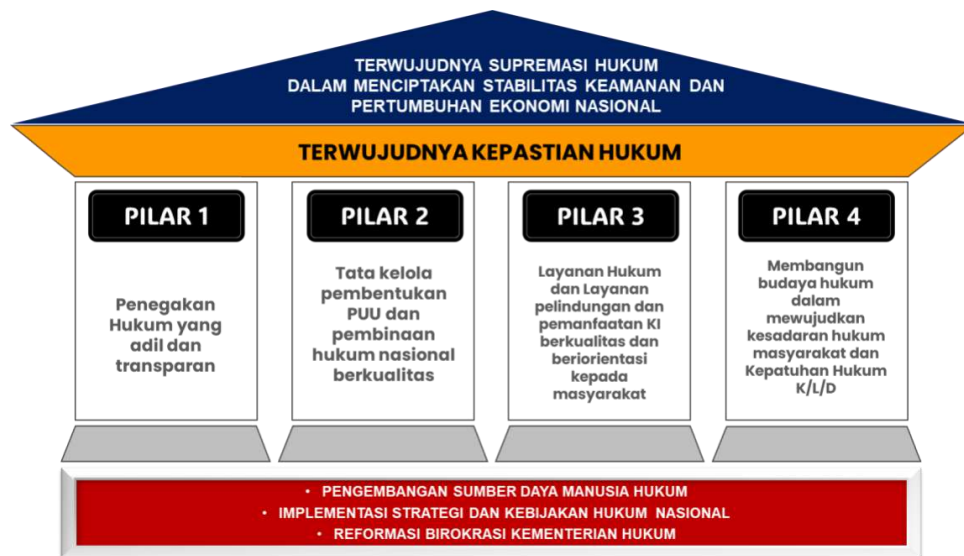 TERWUJUDNYA SUPREMASI HUKUM
DALAM MENCIPTAKAN STABILITAS KEAMANAN DAN
PERTUMBUHAN EKONOMI NASIONAL
TERWUJUDNYA KEPASTIAN HUKUM
PILAR 1
Penegakan
Hukum yang
adil dan
transparan
PILAR 2
Tata kelola
pembentukan
PUU dan
pembinaan
hukum nasional
berkualitas
PILAR 3
Layanan Hukum
dan Layanan
pelindungan dan
pemanfaatan KI
berkualitas dan
beriorientasi
kepada
masyarakat
PILAR 4
Membangun
budaya hukum
dalam
mewujudkan
kesadaran hukum
masyarakat dan
Kepatuhan Hukum
K/L/D
• PENGEMBANGAN SUMBER DAYA MANUSIA HUKUM
• IMPLEMENTASI STRATEGI DAN KEBIJAKAN HUKUM NASIONAL
• REFORMASI BIROKRASI KEMENTERIAN HUKUM